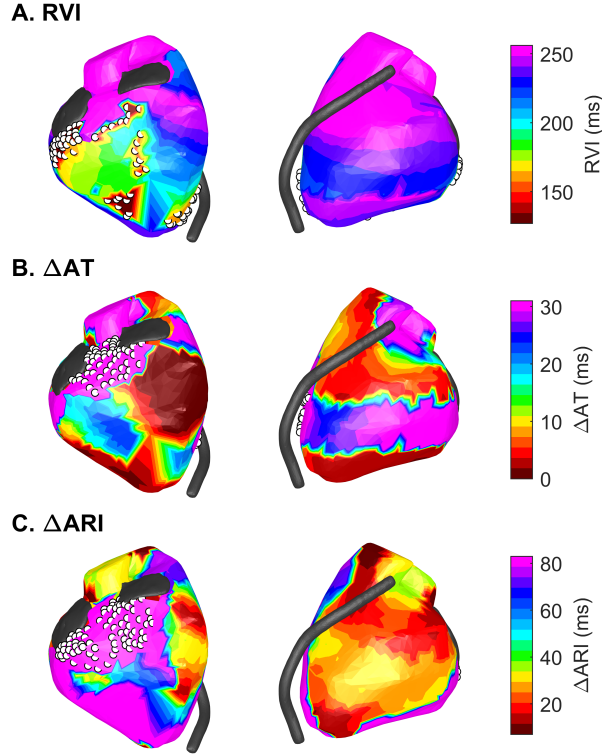 A. RVI
250
200
150
RVI (ms)
B. ΔAT
30
20
10
0
ΔAT (ms)
C. ΔARI
80
60
40
20
ΔARI (ms)